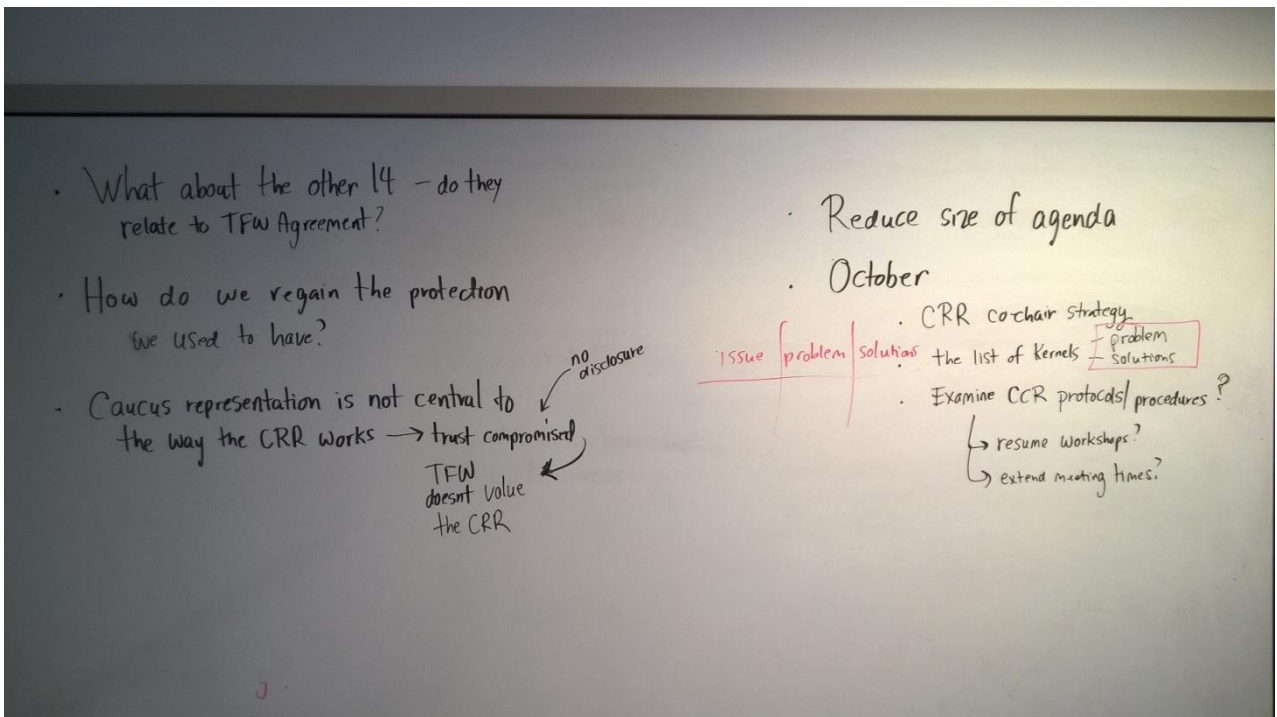 · What about the other 14 – do they
relate to TFW Agreement?
· How do we regain the protection
we used to have?
· Caucus representation is not central to
the way the CRR works → trust compromised
no
disclosure
TFW
doesnt value
the CRR
· Reduce size of agenda
· October
· CRR co-chair strategy
· the list of Kernels – problem
– solutions
issue | problem | solutions
· Examine CCR protocols/procedures?
↳ resume workshops?
↳ extend meeting times?